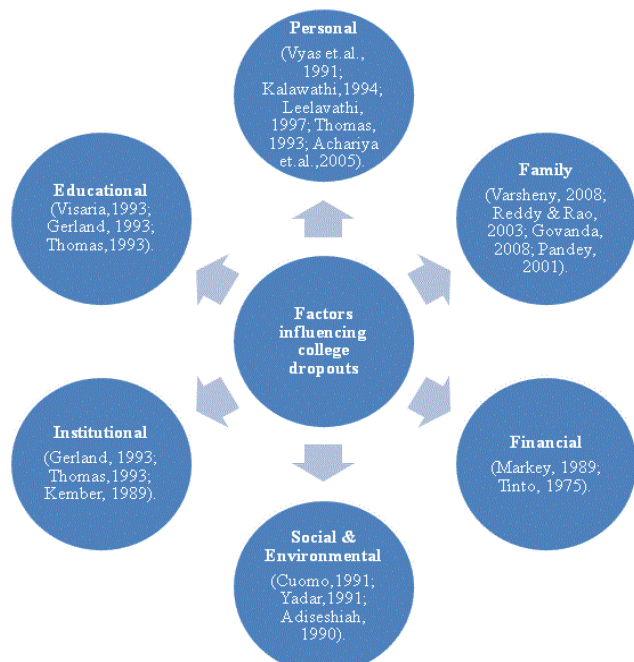 Personal
(Vyas et.al.,
1991;
Kalawathi,1994;
Leelavathi,
1997; Thomas,
1993; Achariya
et.al.,2005).
Educational
(Visaria,1993;
Gerland, 1993;
Thomas,1993).
Family
(Varsheny, 2008;
Reddy & Rao,
2003; Govanda,
2008; Pandey,
2001).
Factors
influencing
college
dropouts
Institutional
(Gerland, 1993;
Thomas,1993;
Kember, 1989).
Financial
(Markey, 1989;
Tinto, 1975).
Social &
Environmental
(Cuomo,1991;
Yadar,1991;
Adiseshiah,
1990).